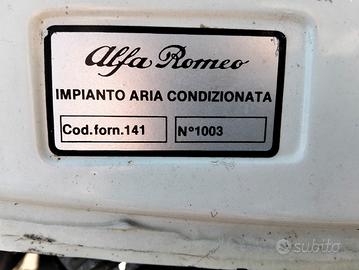 Alfa Romeo
IMPIANTO ARIA CONDIZIONATA
Cod.forn.141
N°1003
subito